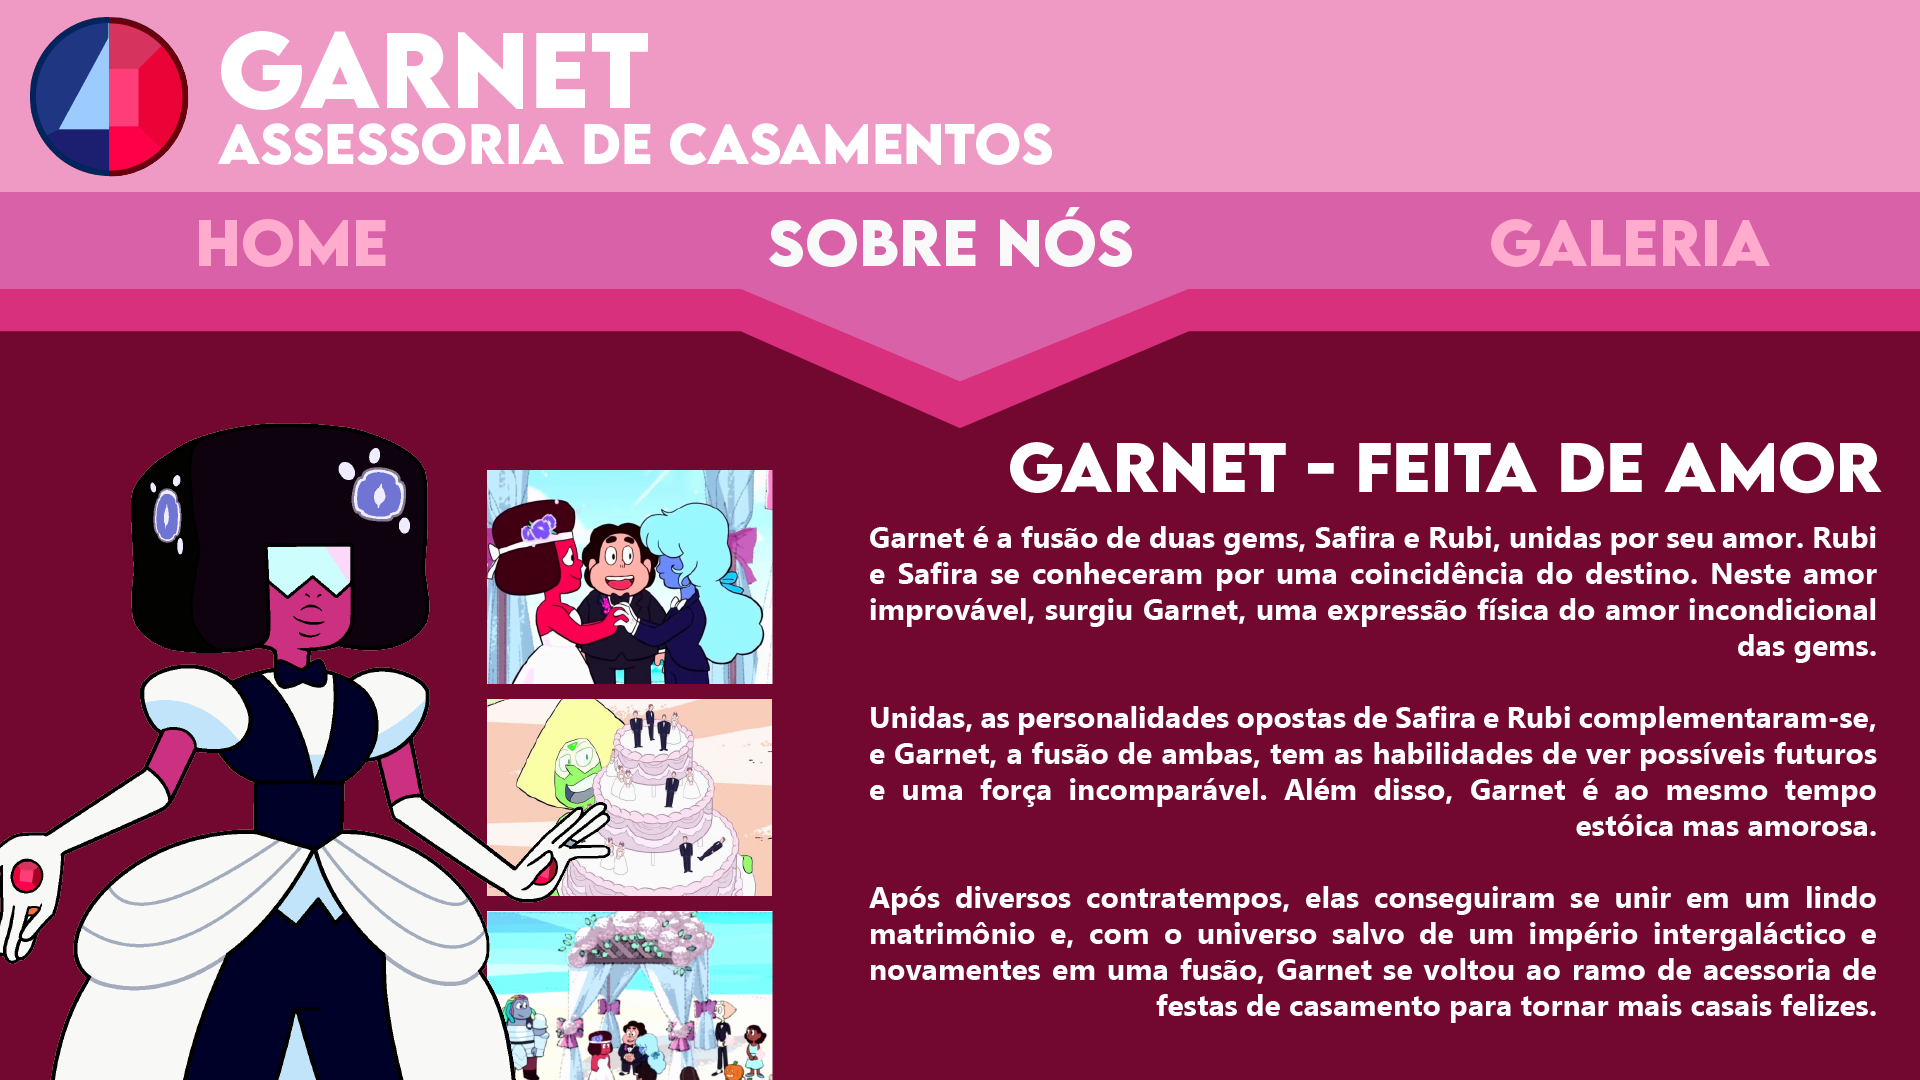 GARNET
ASSESSORIA DE CASAMENTOS
HOME
SOBRE NÓS
GALERIA
GARNET - FEITA DE AMOR
Garnet é a fusão de duas gems, Safira e Rubi, unidas por seu amor. Rubi
e Safira se conheceram por uma coincidência do destino. Neste amor
improvável, surgiu Garnet, uma expressão física do amor incondicional
das gems.
Unidas, as personalidades opostas de Safira e Rubi complementaram-se,
e Garnet, a fusão de ambas, tem as habilidades de ver possíveis futuros
e uma força incomparável. Além disso, Garnet é ao mesmo tempo
estóica mas amorosa.
Após diversos contratempos, elas conseguiram se unir em um lindo
matrimônio e, com o universo salvo de um império intergaláctico e
novamentes em uma fusão, Garnet se voltou ao ramo de acessoria de
festas de casamento para tornar mais casais felizes.